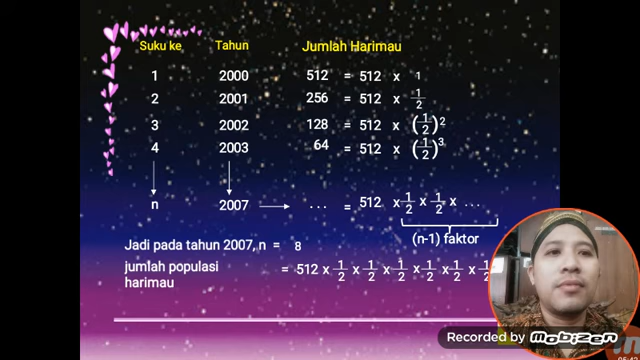 Suku ke Tahun Jumlah Harimau
1 2000 512 = 512 x 1
2 2001 256 = 512 x 1/2
3 2002 128 = 512 x (1/2)2
4 2003 64 = 512 x (1/2)3
n 2007 ... = 512 x 1/2 x 1/2 x ...
(n-1) faktor
Jadi pada tahun 2007, n = 8
jumlah populasi = 512 x 1/2 x 1/2 x 1/2 x 1/2 x 1/2 x 1/2
harimau
Recorded by mobizen